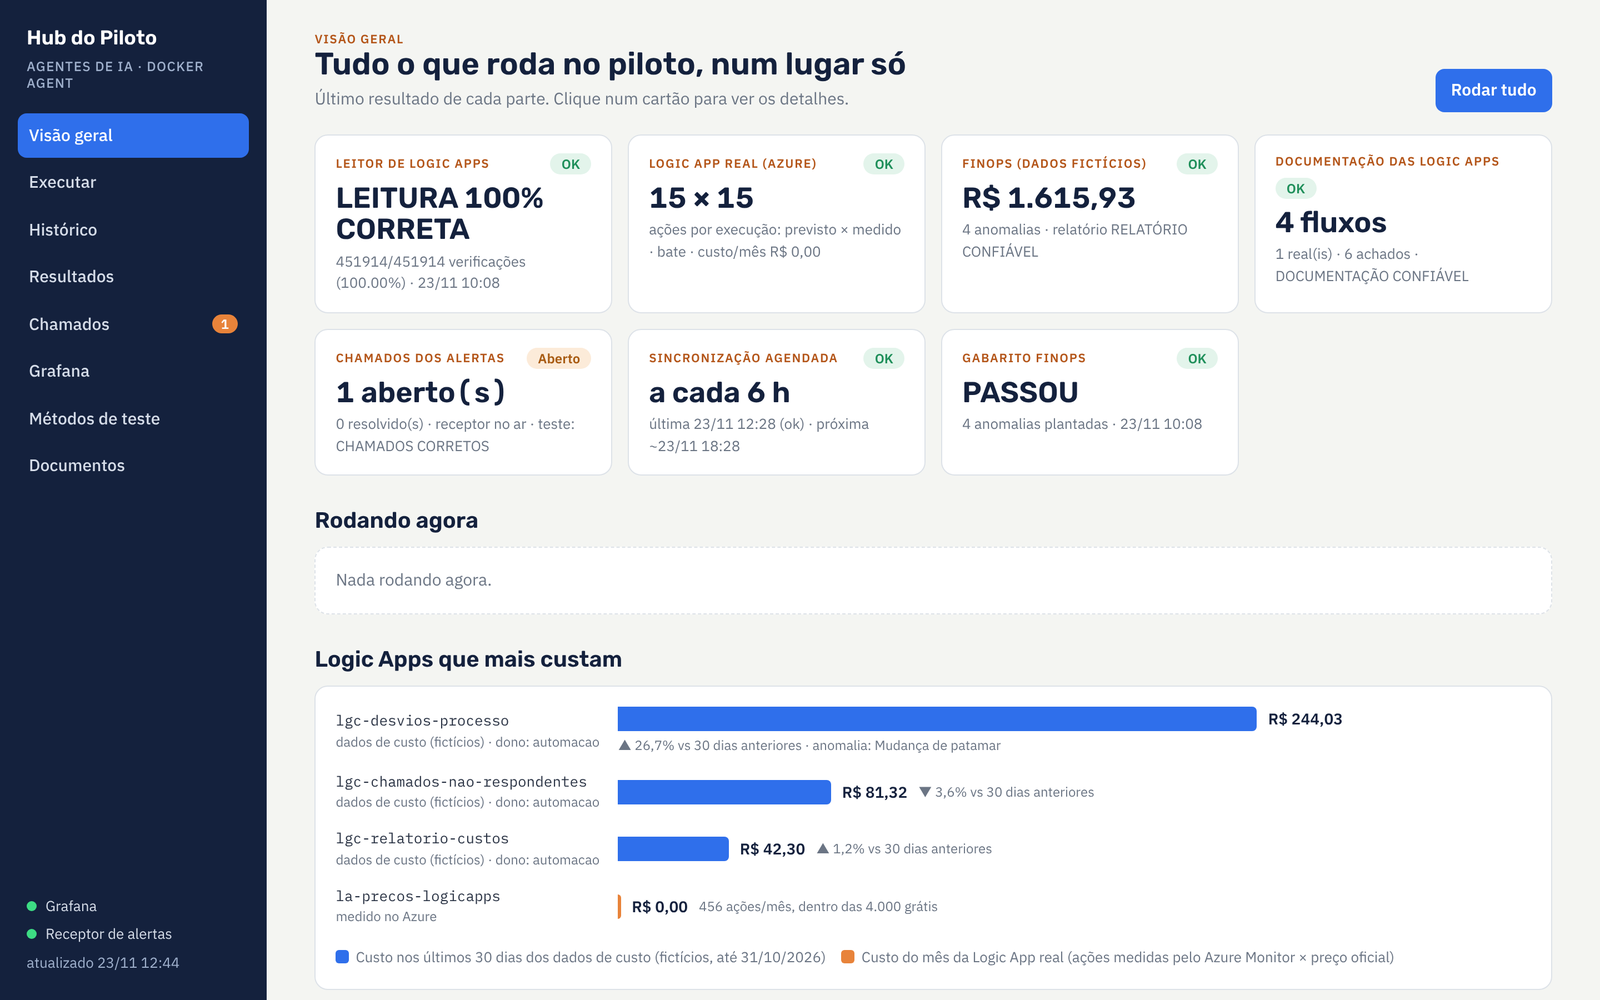 Hub do Piloto
AGENTES DE IA · DOCKER
AGENT
Visão geral
Executar
Histórico
Resultados
Chamados 1
Grafana
Métodos de teste
Documentos
Grafana
Receptor de alertas
atualizado 23/11 12:44
VISÃO GERAL
Tudo o que roda no piloto, num lugar só
Último resultado de cada parte. Clique num cartão para ver os detalhes.
Rodar tudo
LEITOR DE LOGIC APPS OK
LEITURA 100%
CORRETA
451914/451914 verificações
(100.00%) · 23/11 10:08
LOGIC APP REAL (AZURE) OK
15 × 15
ações por execução: previsto × medido
· bate · custo/mês R$ 0,00
FINOPS (DADOS FICTÍCIOS) OK
R$ 1.615,93
4 anomalias · relatório RELATÓRIO
CONFIÁVEL
DOCUMENTAÇÃO DAS LOGIC APPS
OK
4 fluxos
1 real(is) · 6 achados ·
DOCUMENTAÇÃO CONFIÁVEL
CHAMADOS DOS ALERTAS Aberto
1 aberto(s)
0 resolvido(s) · receptor no ar · teste:
CHAMADOS CORRETOS
SINCRONIZAÇÃO AGENDADA OK
a cada 6 h
última 23/11 12:28 (ok) · próxima
~23/11 18:28
GABARITO FINOPS OK
PASSOU
4 anomalias plantadas · 23/11 10:08
Rodando agora
Nada rodando agora.
Logic Apps que mais custam
lgc-desvios-processo
dados de custo (fictícios) · dono: automacao
R$ 244,03
▲ 26,7% vs 30 dias anteriores · anomalia: Mudança de patamar
lgc-chamados-nao-respondentes
dados de custo (fictícios) · dono: automacao
R$ 81,32 ▼ 3,6% vs 30 dias anteriores
lgc-relatorio-custos
dados de custo (fictícios) · dono: automacao
R$ 42,30 ▲ 1,2% vs 30 dias anteriores
la-precos-logicapps
medido no Azure
R$ 0,00 456 ações/mês, dentro das 4.000 grátis
Custo nos últimos 30 dias dos dados de custo (fictícios, até 31/10/2026) Custo do mês da Logic App real (ações medidas pelo Azure Monitor × preço oficial)